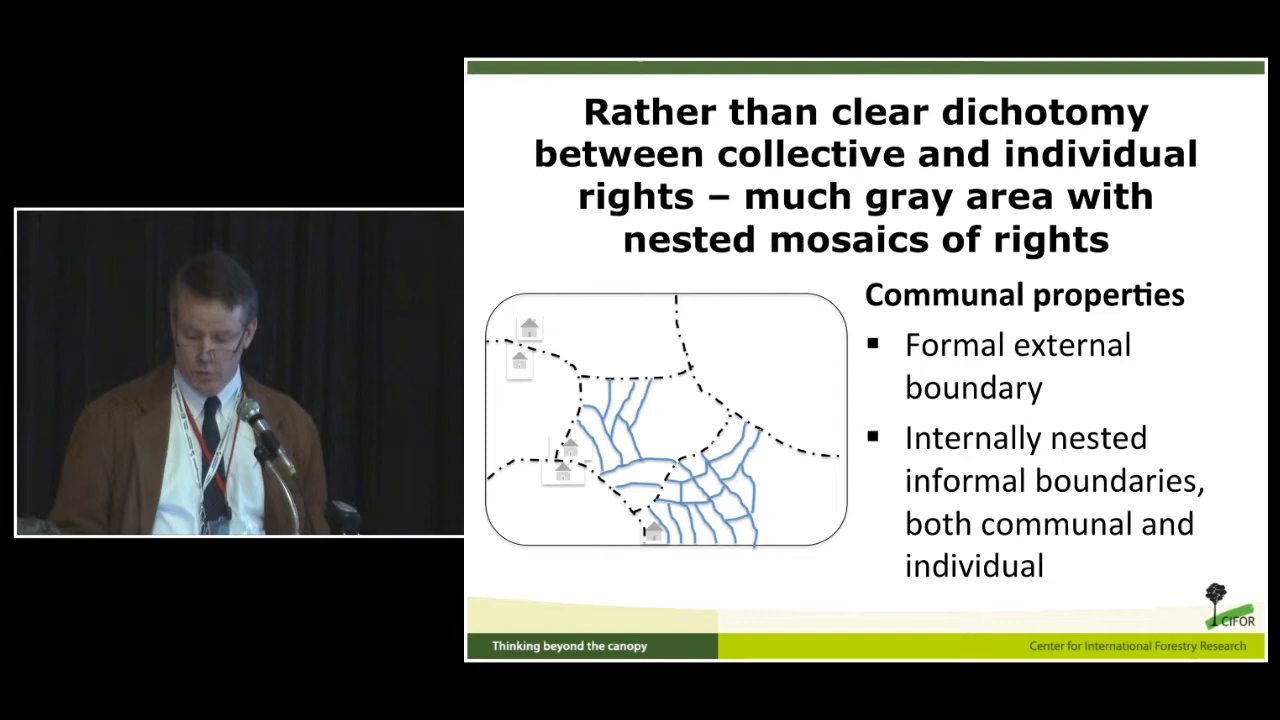 Rather than clear dichotomy
between collective and individual
rights – much gray area with
nested mosaics of rights
Communal properties
▪ Formal external
boundary
▪ Internally nested
informal boundaries,
both communal and
individual
CIFOR
Thinking beyond the canopy
Center for International Forestry Research